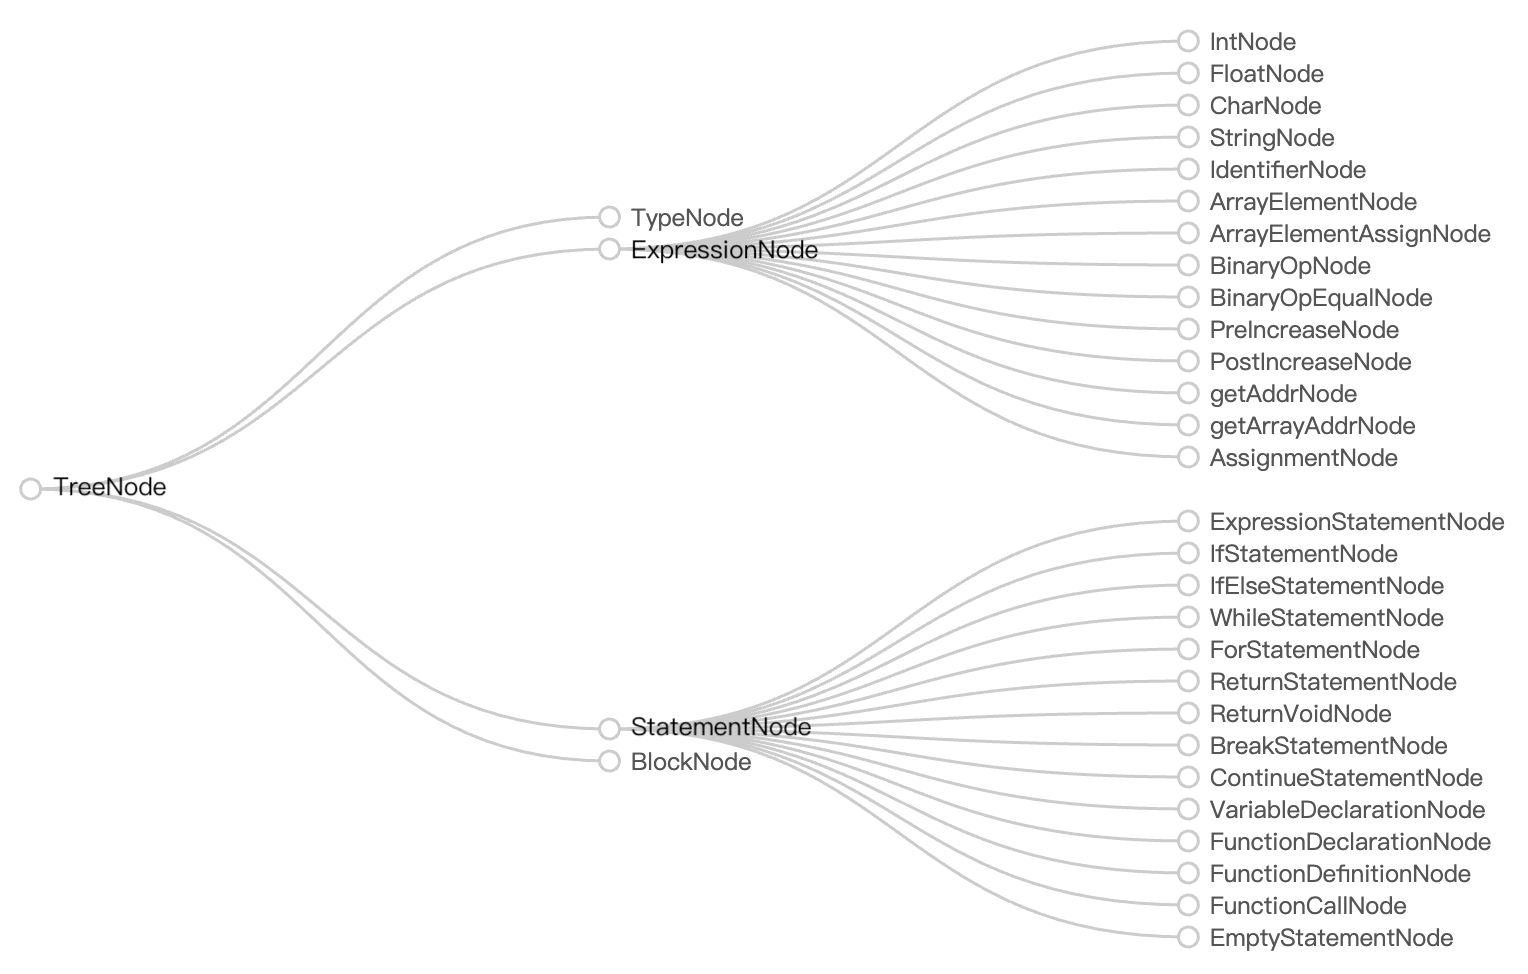 TreeNode
TypeNode
ExpressionNode
IntNode
FloatNode
CharNode
StringNode
IdentifierNode
ArrayElementNode
ArrayElementAssignNode
BinaryOpNode
BinaryOpEqualNode
PreIncreaseNode
PostIncreaseNode
getAddrNode
getArrayAddrNode
AssignmentNode
StatementNode
ExpressionStatementNode
IfStatementNode
IfElseStatementNode
WhileStatementNode
ForStatementNode
ReturnStatementNode
ReturnVoidNode
BreakStatementNode
ContinueStatementNode
VariableDeclarationNode
FunctionDeclarationNode
FunctionDefinitionNode
FunctionCallNode
EmptyStatementNode
BlockNode